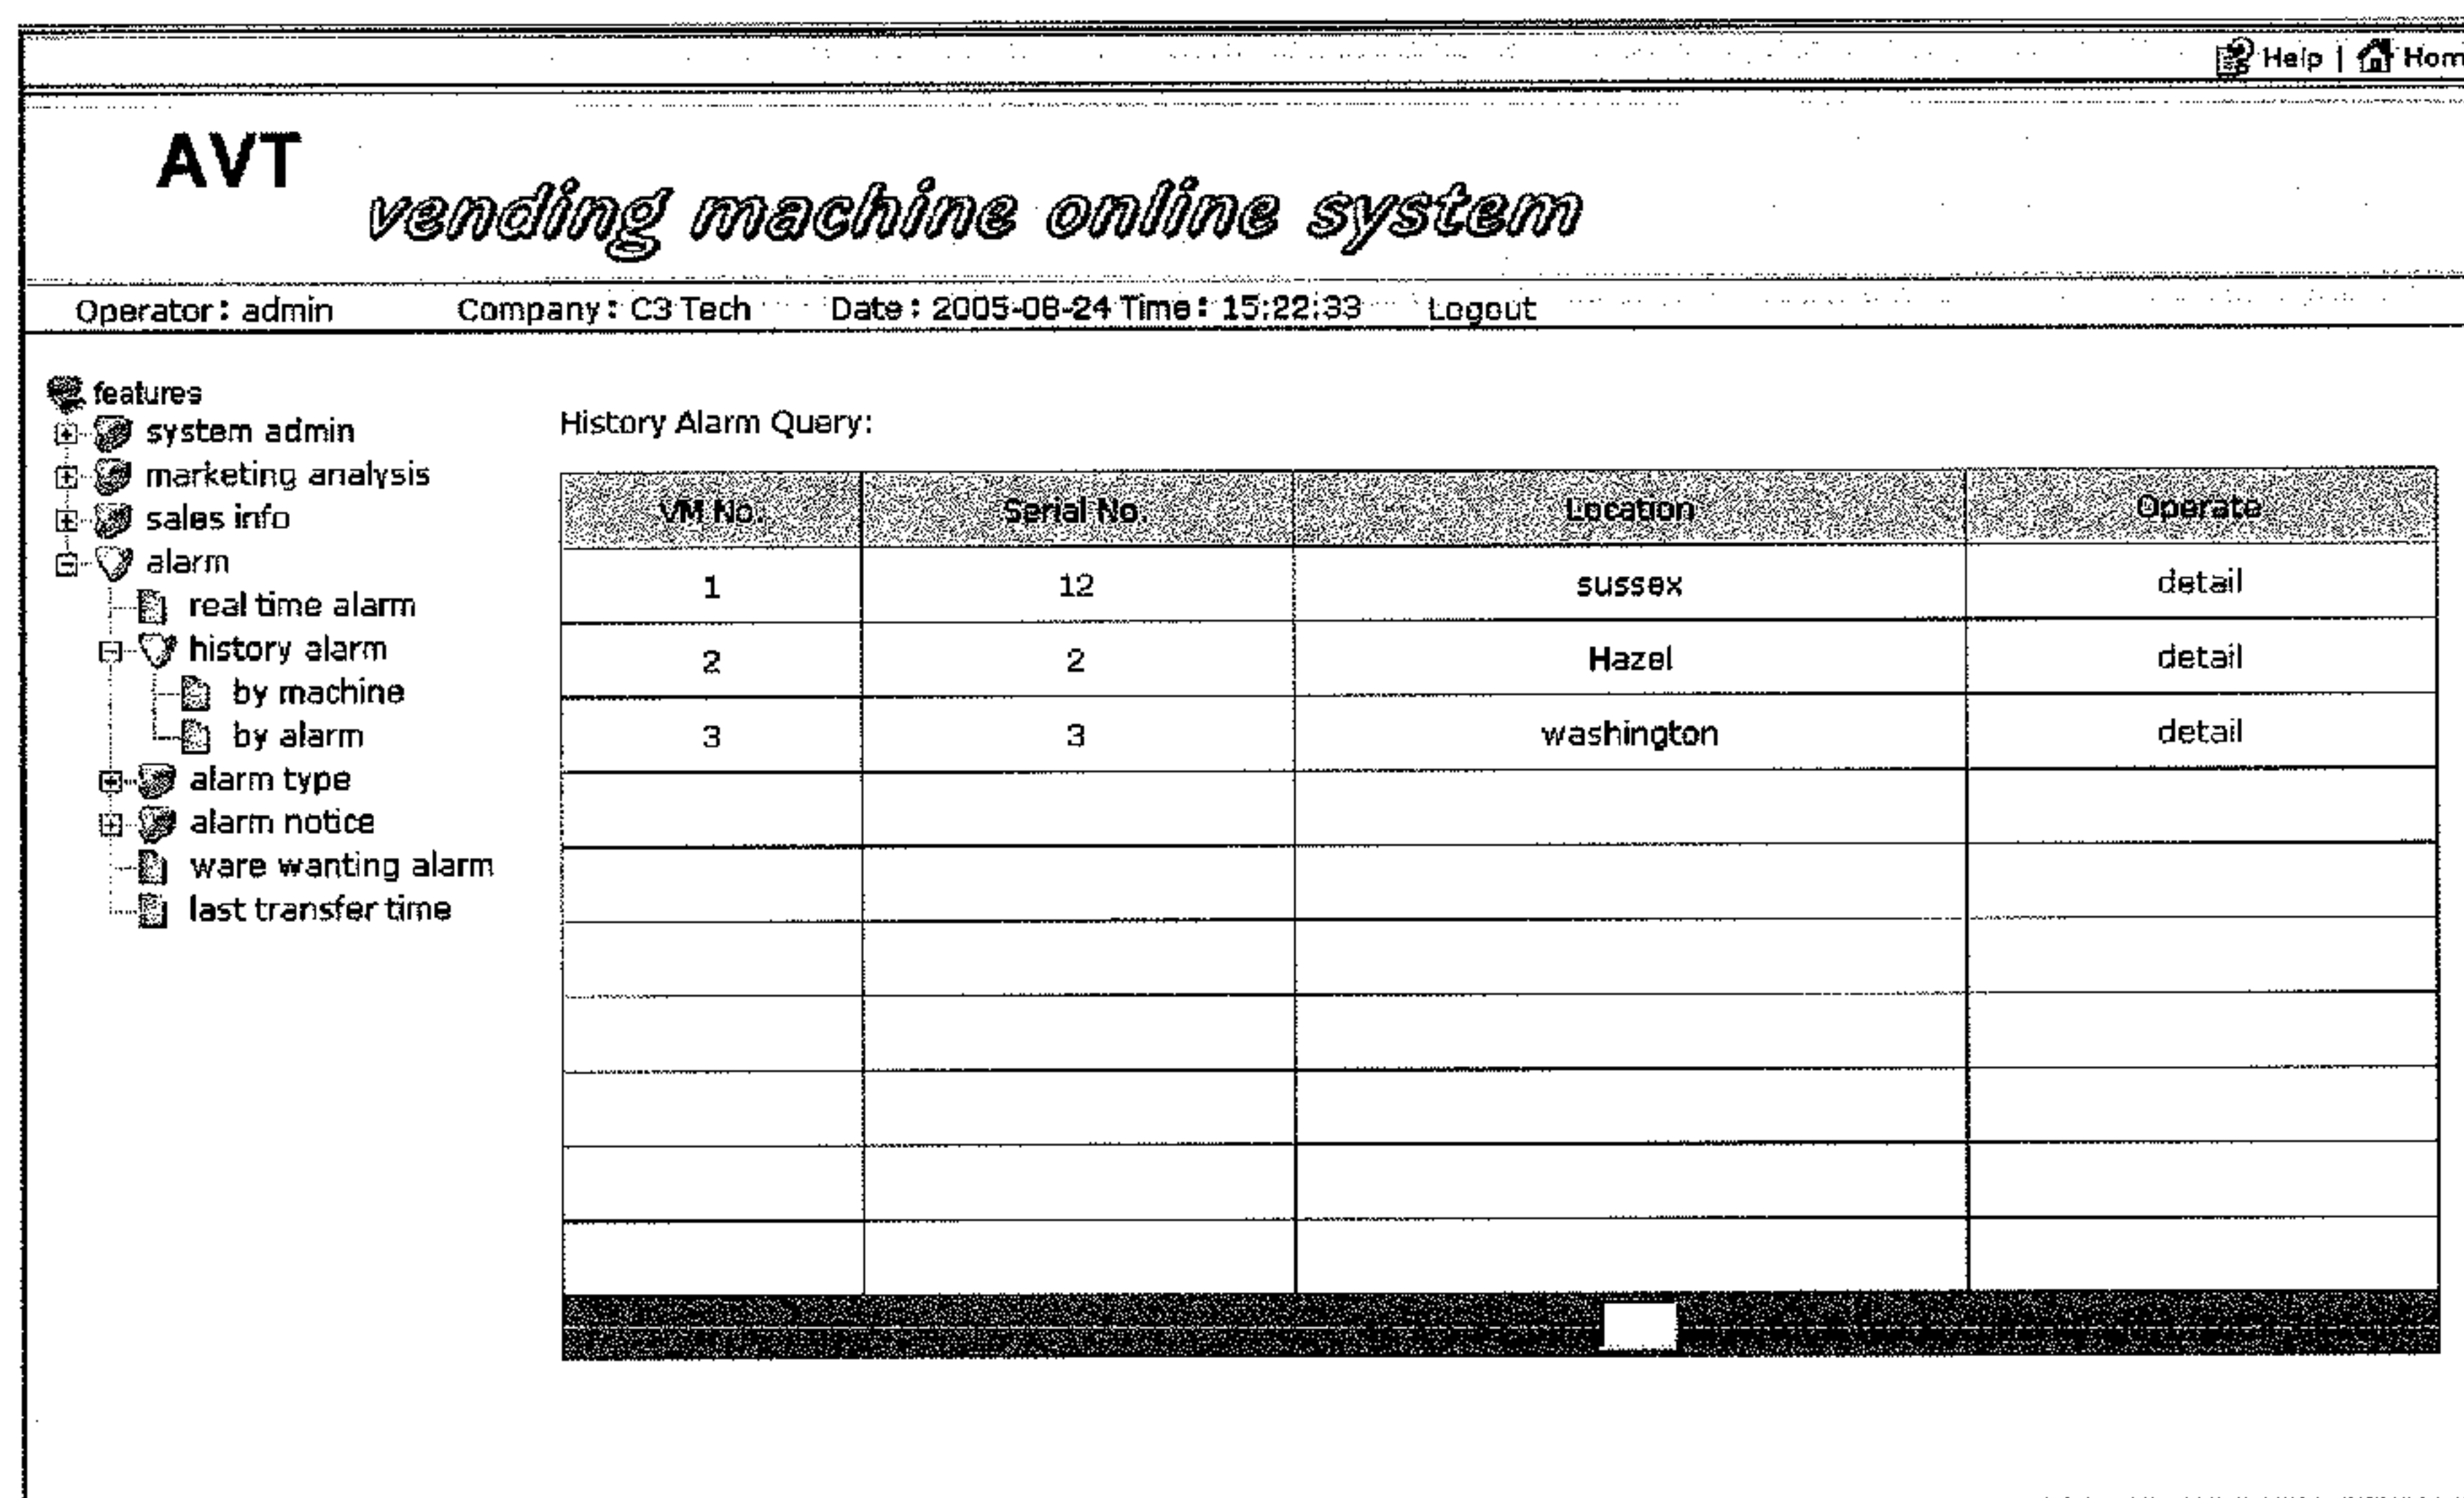 Help | Hom
AVT
vending machine online system
Operator: admin Company: C3 Tech Date: 2005-08-24 Time: 15:22:33 Logout
features
system admin
marketing analysis
sales info
alarm
real time alarm
history alarm
by machine
by alarm
alarm type
alarm notice
ware wanting alarm
last transfer time
History Alarm Query:
VM No. Serial No. Location Operate
1 12 sussex detail
2 2 Hazel detail
3 3 washington detail